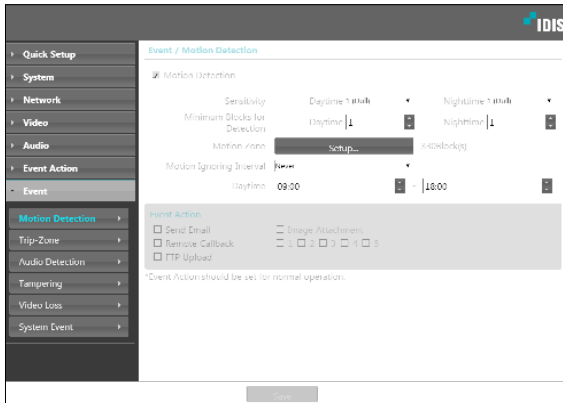 IDIS
Quick Setup
System
Network
Video
Audio
Event Action
Event
Motion Detection
Trip-Zone
Audio Detection
Tampering
Video Loss
System Event
Event / Motion Detection
Motion Detection
Sensitivity Daytime Nighttime
Minimum Blocks for Detection Daytime 1 Nighttime 1
Motion Zone Setup... Block(s)
Motion Ignoring Interval Never
Daytime 09:00 - 18:00
Event Action
Send Email Image Attachment
Remote Callback 1 2 3 4 5
FTP Upload
*Event Action should be set for normal operation.
Save